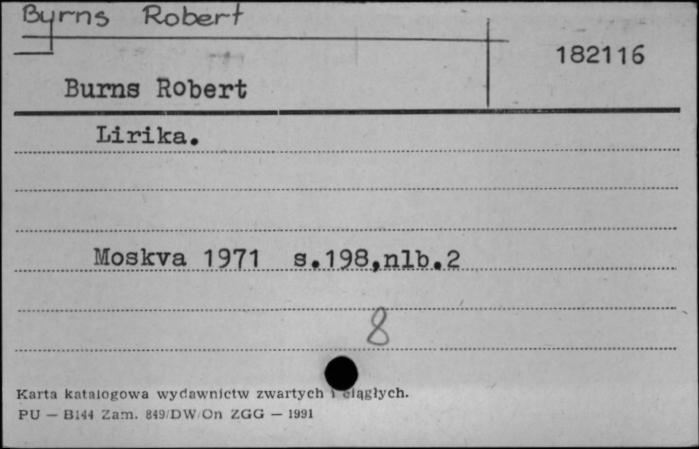 Byrns Robert
182116
Burns Robert
Lirika.
Moskva 1971 s.198,nlb.2
8
Karta katalogowa wydawnictw zwartych i ciągłych.
PU — B144 Zam. 849/DW/On ZGG — 1991